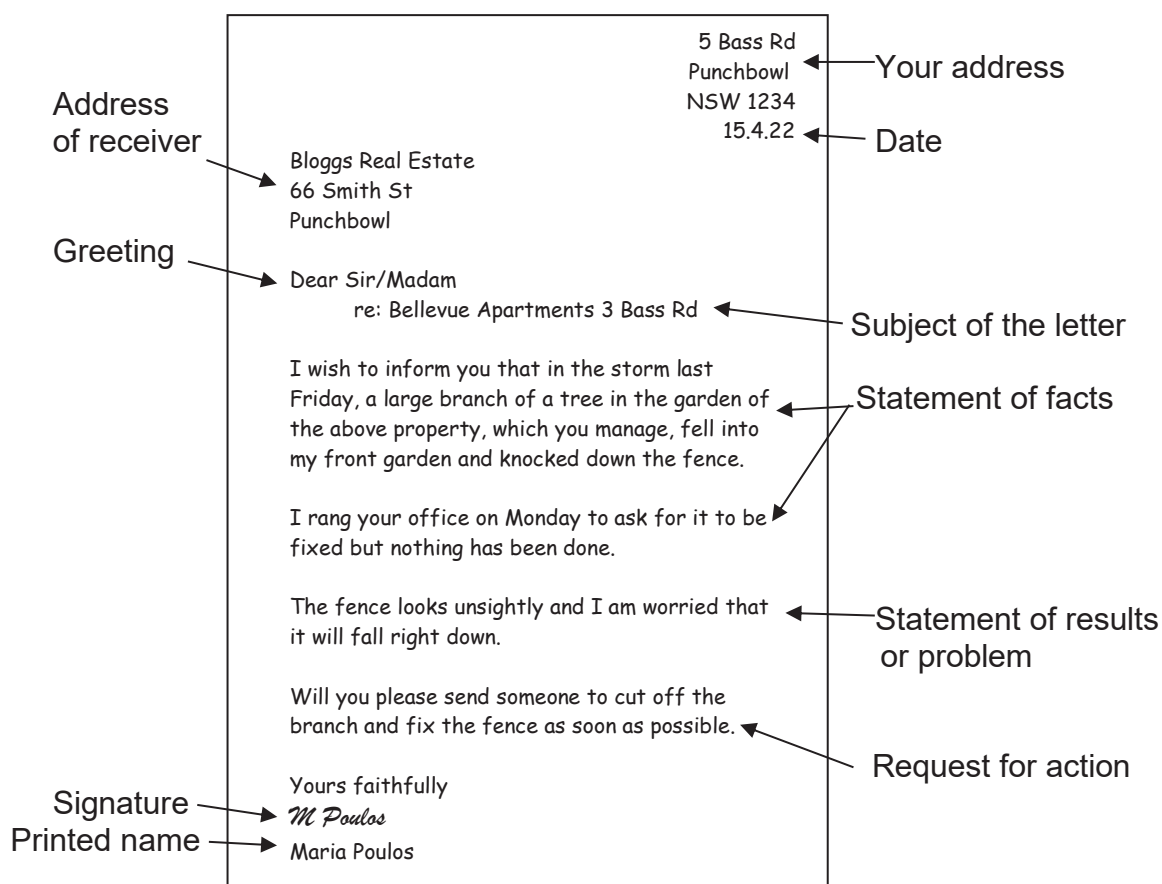 5 Bass Rd
Punchbowl
NSW 1234
15.4.22
Your address
Date
Address
of receiver
Bloggs Real Estate
66 Smith St
Punchbowl
Greeting
Dear Sir/Madam
re: Bellevue Apartments 3 Bass Rd
Subject of the letter
I wish to inform you that in the storm last
Friday, a large branch of a tree in the garden of
the above property, which you manage, fell into
my front garden and knocked down the fence.
Statement of facts
I rang your office on Monday to ask for it to be
fixed but nothing has been done.
The fence looks unsightly and I am worried that
it will fall right down.
Statement of results
or problem
Will you please send someone to cut off the
branch and fix the fence as soon as possible.
Request for action
Yours faithfully
Signature
M Poulos
Printed name
Maria Poulos